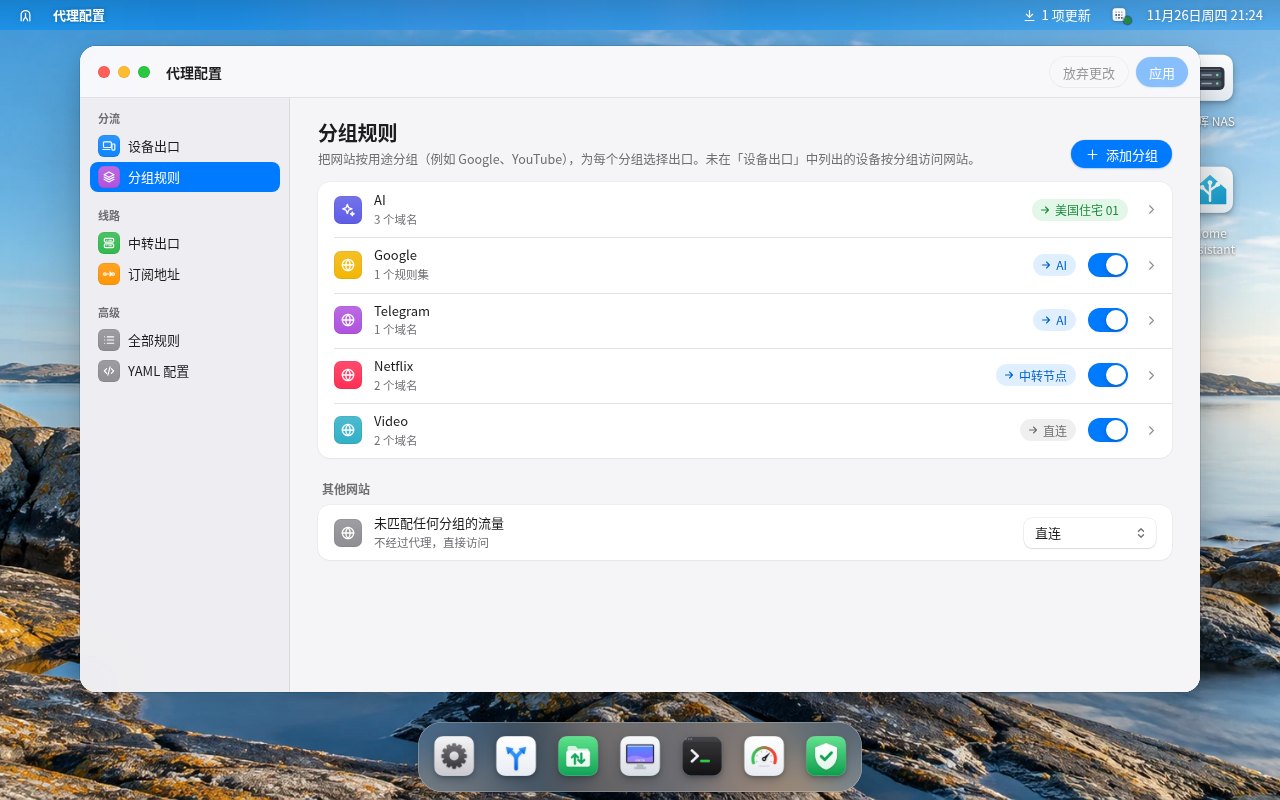 代理配置
1 项更新
11月26日周四 21:24
代理配置
放弃更改
应用
NAS
分流
设备出口
分组规则
线路
中转出口
订阅地址
高级
全部规则
YAML 配置
分组规则
把网站按用途分组（例如 Google、YouTube），为每个分组选择出口。未在「设备出口」中列出的设备按分组访问网站。
添加分组
AI
3 个域名
美国住宅 01
Google
1 个规则集
AI
Telegram
1 个域名
AI
Netflix
2 个域名
中转节点
Video
2 个域名
直连
其他网站
未匹配任何分组的流量
不经过代理，直接访问
直连